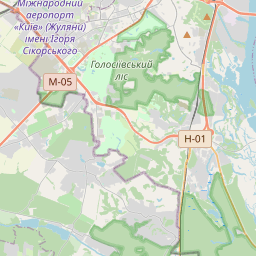 Міжнародний
аеропорт
«Київ» (Жуляни)
імені Ігоря
Сікорського
Голосіївський
ліс
М-05
Н-01